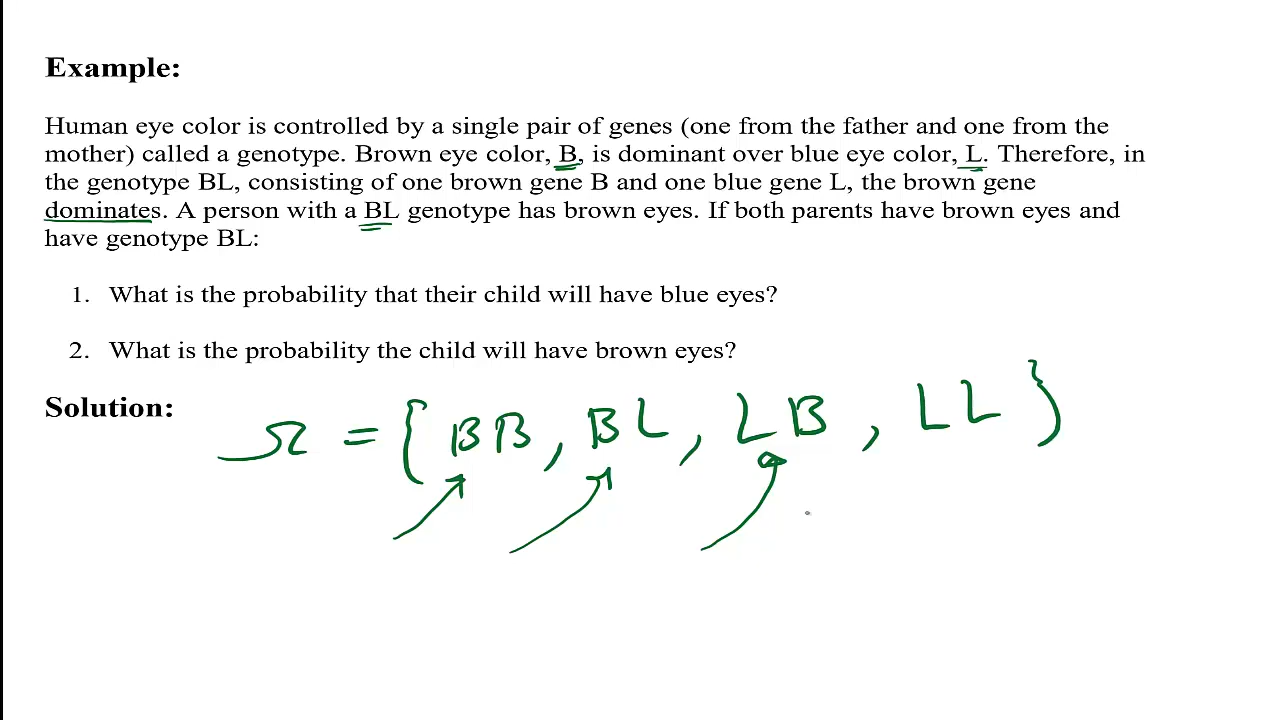 Example:
Human eye color is controlled by a single pair of genes (one from the father and one from the
mother) called a genotype. Brown eye color, B, is dominant over blue eye color, L. Therefore, in
the genotype BL, consisting of one brown gene B and one blue gene L, the brown gene
dominates. A person with a BL genotype has brown eyes. If both parents have brown eyes and
have genotype BL:
1. What is the probability that their child will have blue eyes?
2. What is the probability the child will have brown eyes?
Solution:
Ω = { BB, BL, LB, LL }